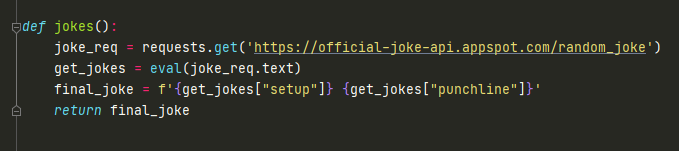 def jokes():
    joke_req = requests.get('https://official-joke-api.appspot.com/random_joke')
    get_jokes = eval(joke_req.text)
    final_joke = f'{get_jokes["setup"]} {get_jokes["punchline"]}'
    return final_joke